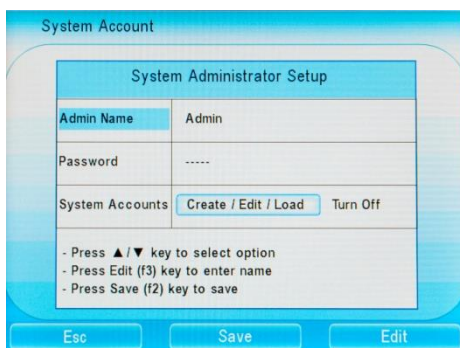 System Account
System Administrator Setup
Admin Name Admin
Password -----
System Accounts Create / Edit / Load Turn Off
- Press ▲/▼ key to select option
- Press Edit (f3) key to enter name
- Press Save (f2) key to save
Esc Save Edit